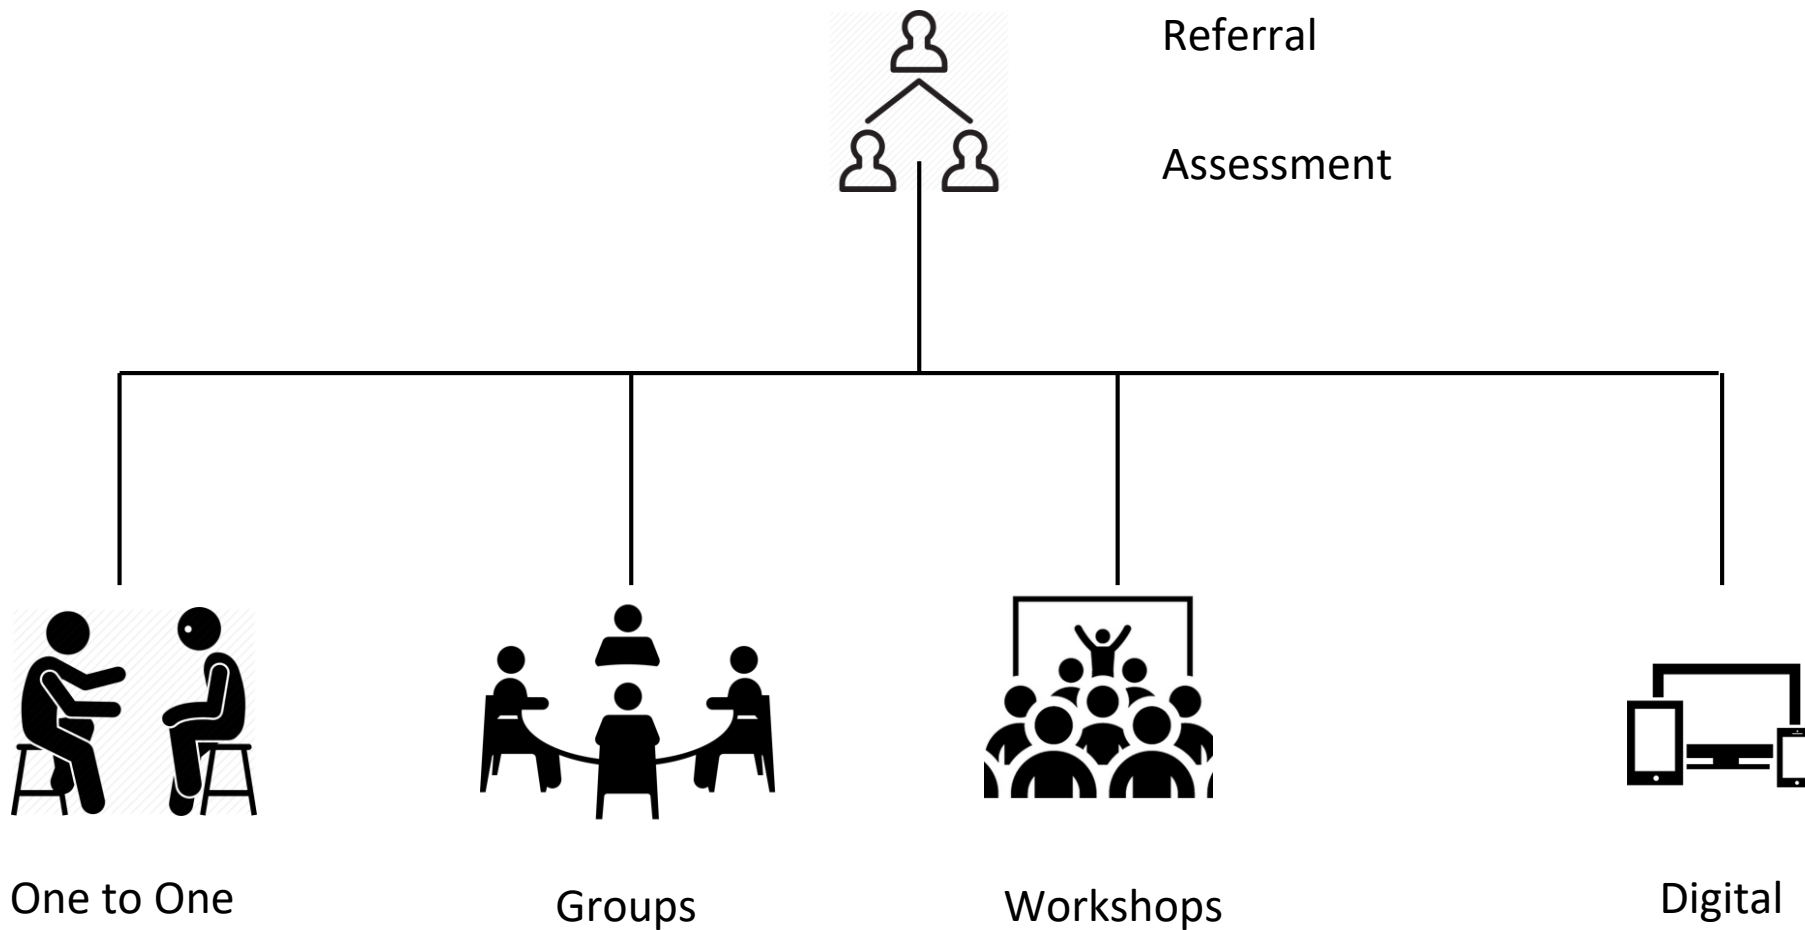 Referral
Assessment
One to One
Groups
Workshops
Digital